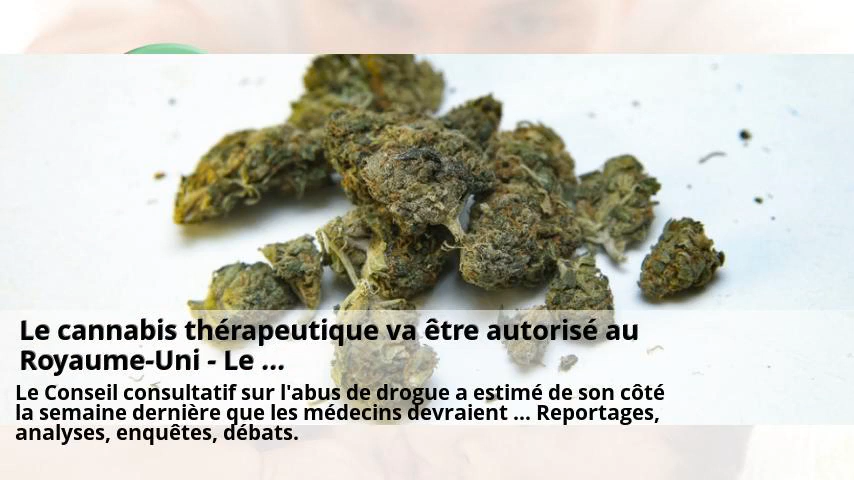 Le cannabis thérapeutique va être autorisé au
Royaume-Uni - Le ...
Le Conseil consultatif sur l'abus de drogue a estimé de son côté
la semaine dernière que les médecins devraient ... Reportages,
analyses, enquêtes, débats.